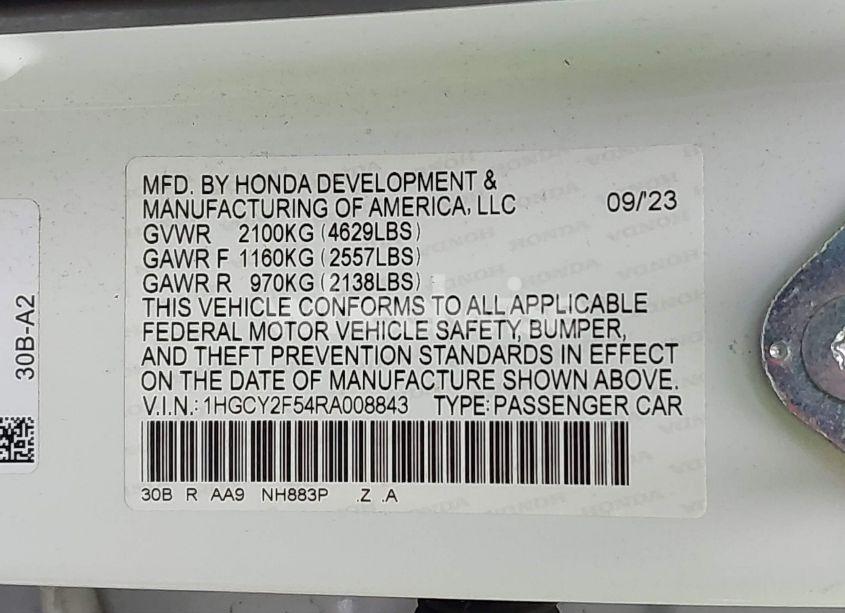 MFD. BY HONDA DEVELOPMENT &
MANUFACTURING OF AMERICA, LLC 09/'23
GVWR 2100KG (4629LBS)
GAWR F 1160KG (2557LBS)
GAWR R 970KG (2138LBS)
THIS VEHICLE CONFORMS TO ALL APPLICABLE
FEDERAL MOTOR VEHICLE SAFETY, BUMPER,
AND THEFT PREVENTION STANDARDS IN EFFECT
ON THE DATE OF MANUFACTURE SHOWN ABOVE.
V.I.N.: 1HGCY2F54RA008843 TYPE: PASSENGER CAR
30B R AA9 NH883P .Z .A
30B-A2